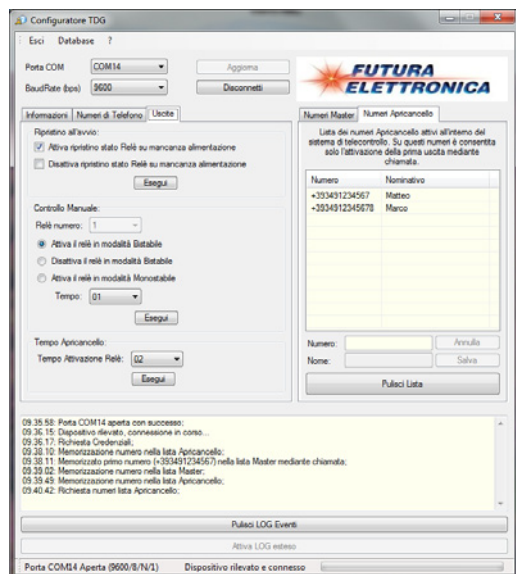 Configuratore TDG
Esci Database ?
Porta COM COM14 Aggiorna
BaudRate (bps) 9600 Disconnetti
FUTURA
ELETTRONICA
Informazioni Numeri di Telefono Uscite
Ripristino all'avvio:
Attiva ripristino stato Relè su mancanza alimentazione
Disattiva ripristino stato Relè su mancanza alimentazione
Esegui
Controllo Manuale:
Relè numero: 1
Attiva il relè in modalità Bistabile
Disattiva il relè in modalità Bistabile
Attiva il relè in modalità Monostabile
Tempo: 01
Esegui
Tempo Apricancello:
Tempo Attivazione Relè: 02
Esegui
Numeri Master Numeri Apricancello
Lista dei numeri Apricancello attivi all'interno del
sistema di telecontrollo. Su questi numeri è consentita
solo l'attivazione della prima uscita mediante
chiamata.
Numero Nominativo
+393491234567 Matteo
+3934912345678 Marco
Numero: Annulla
Nome: Salva
Pulisci Lista
09.35.58: Porta COM14 aperta con successo;
09.36.15: Dispositivo rilevato, connessione in corso...
09.36.17: Richiesta Credenziali;
09.38.10: Memorizzazione numero nella lista Apricancello;
09.38.11: Memorizzato primo numero (+393491234567) nella lista Master mediante chiamata;
09.39.02: Memorizzazione numero nella lista Master;
09.39.49: Memorizzazione numero nella lista Apricancello;
09.40.42: Richiesta numeri lista Apricancello;
Pulisci LOG Eventi
Attiva LOG esteso
Porta COM14 Aperta (9600/8/N/1) Dispositivo rilevato e connesso